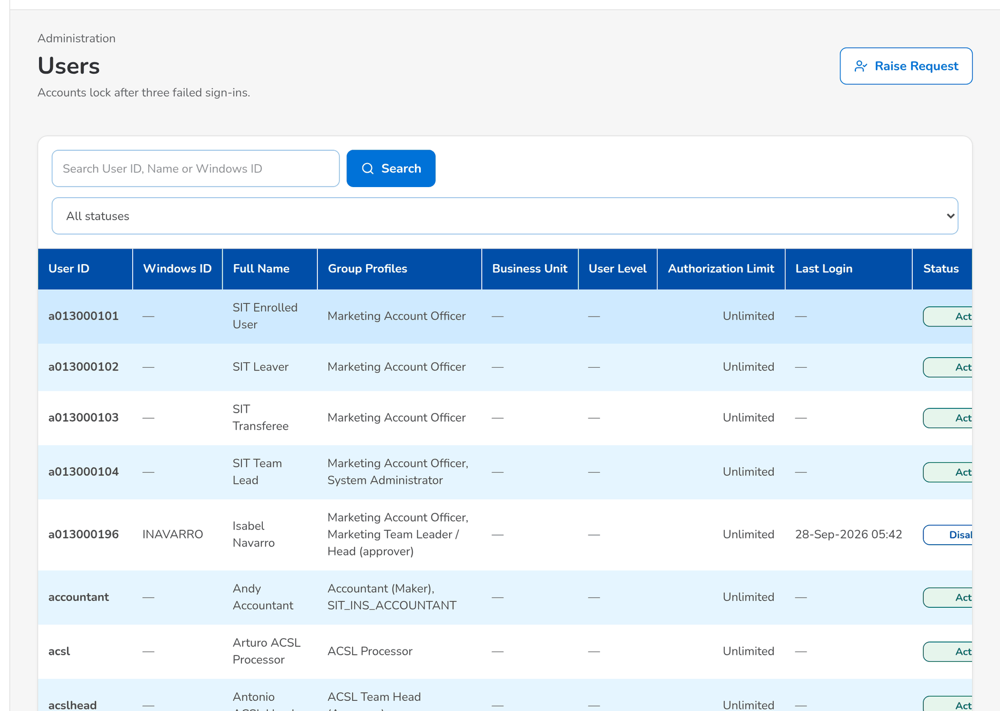 Administration
Users
Raise Request
Accounts lock after three failed sign-ins.
Search User ID, Name or Windows ID
Search
All statuses
User ID Windows ID Full Name Group Profiles Business Unit User Level Authorization Limit Last Login Status
a013000101 — SIT Enrolled User Marketing Account Officer — — Unlimited — Act
a013000102 — SIT Leaver Marketing Account Officer — — Unlimited — Act
a013000103 — SIT Transferee Marketing Account Officer — — Unlimited — Act
a013000104 — SIT Team Lead Marketing Account Officer, System Administrator — — Unlimited — Act
a013000196 INAVARRO Isabel Navarro Marketing Account Officer, Marketing Team Leader / Head (approver) — — Unlimited 28-Sep-2026 05:42 Disal
accountant — Andy Accountant Accountant (Maker), SIT_INS_ACCOUNTANT — — Unlimited — Act
acsl — Arturo ACSL Processor ACSL Processor — — Unlimited — Act
acslhead — Antonio ACSL Team Head — — Unlimited — Act